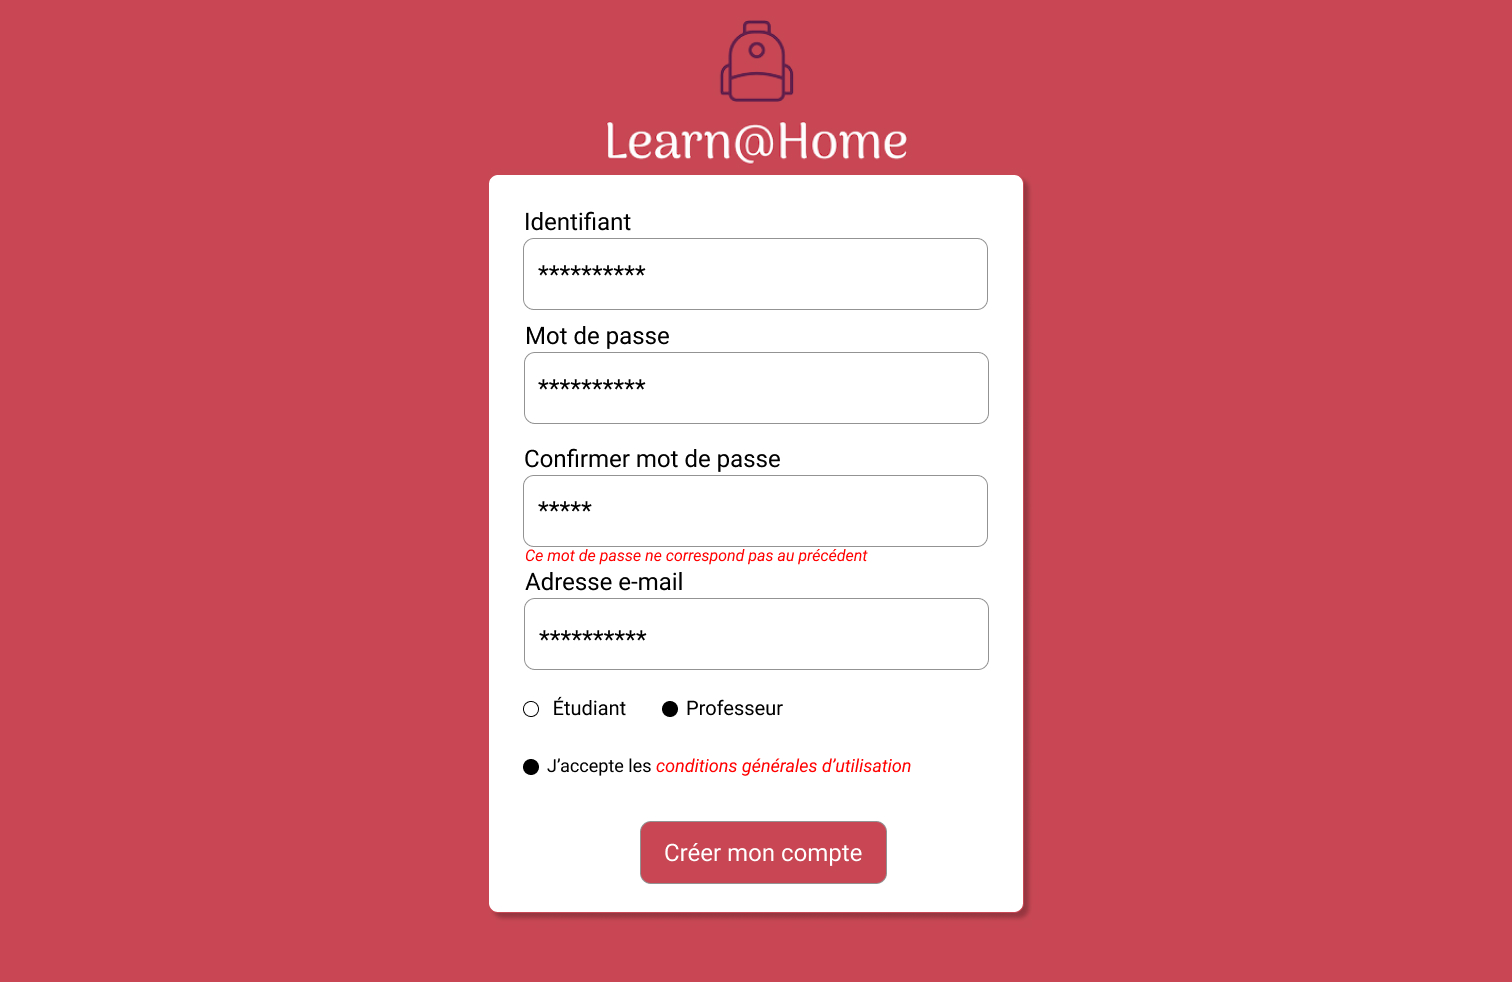 Learn@Home
Identifiant
**********
Mot de passe
**********
Confirmer mot de passe
*****
Ce mot de passe ne correspond pas au précédent
Adresse e-mail
**********
Étudiant Professeur
J’accepte les conditions générales d’utilisation
Créer mon compte